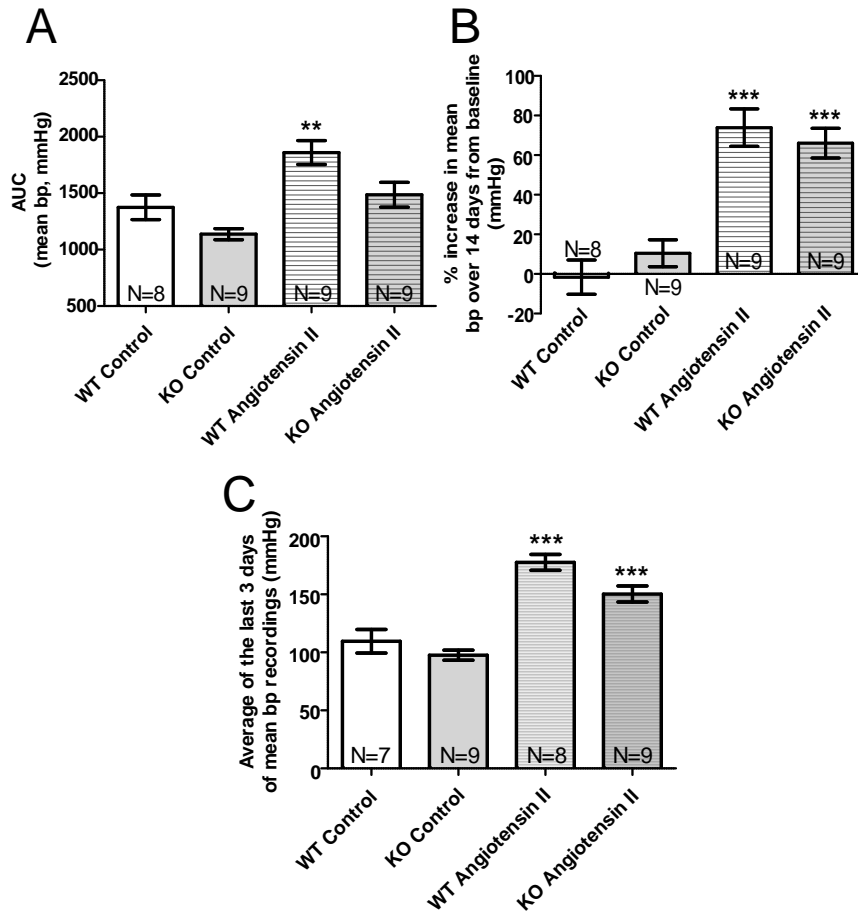 A
AUC
(mean bp, mmHg)
2500
2000
1500
1000
500
**
N=8
N=9
N=9
N=9
WT Control
KO Control
WT Angiotensin II
KO Angiotensin II
B
% increase in mean
bp over 14 days from baseline
(mmHg)
100
80
60
40
20
0
-20
***
***
N=8
N=9
N=9
N=9
WT Control
KO Control
WT Angiotensin II
KO Angiotensin II
C
Average of the last 3 days
of mean bp recordings (mmHg)
200
150
100
50
0
***
***
N=7
N=9
N=8
N=9
WT Control
KO Control
WT Angiotensin II
KO Angiotensin II